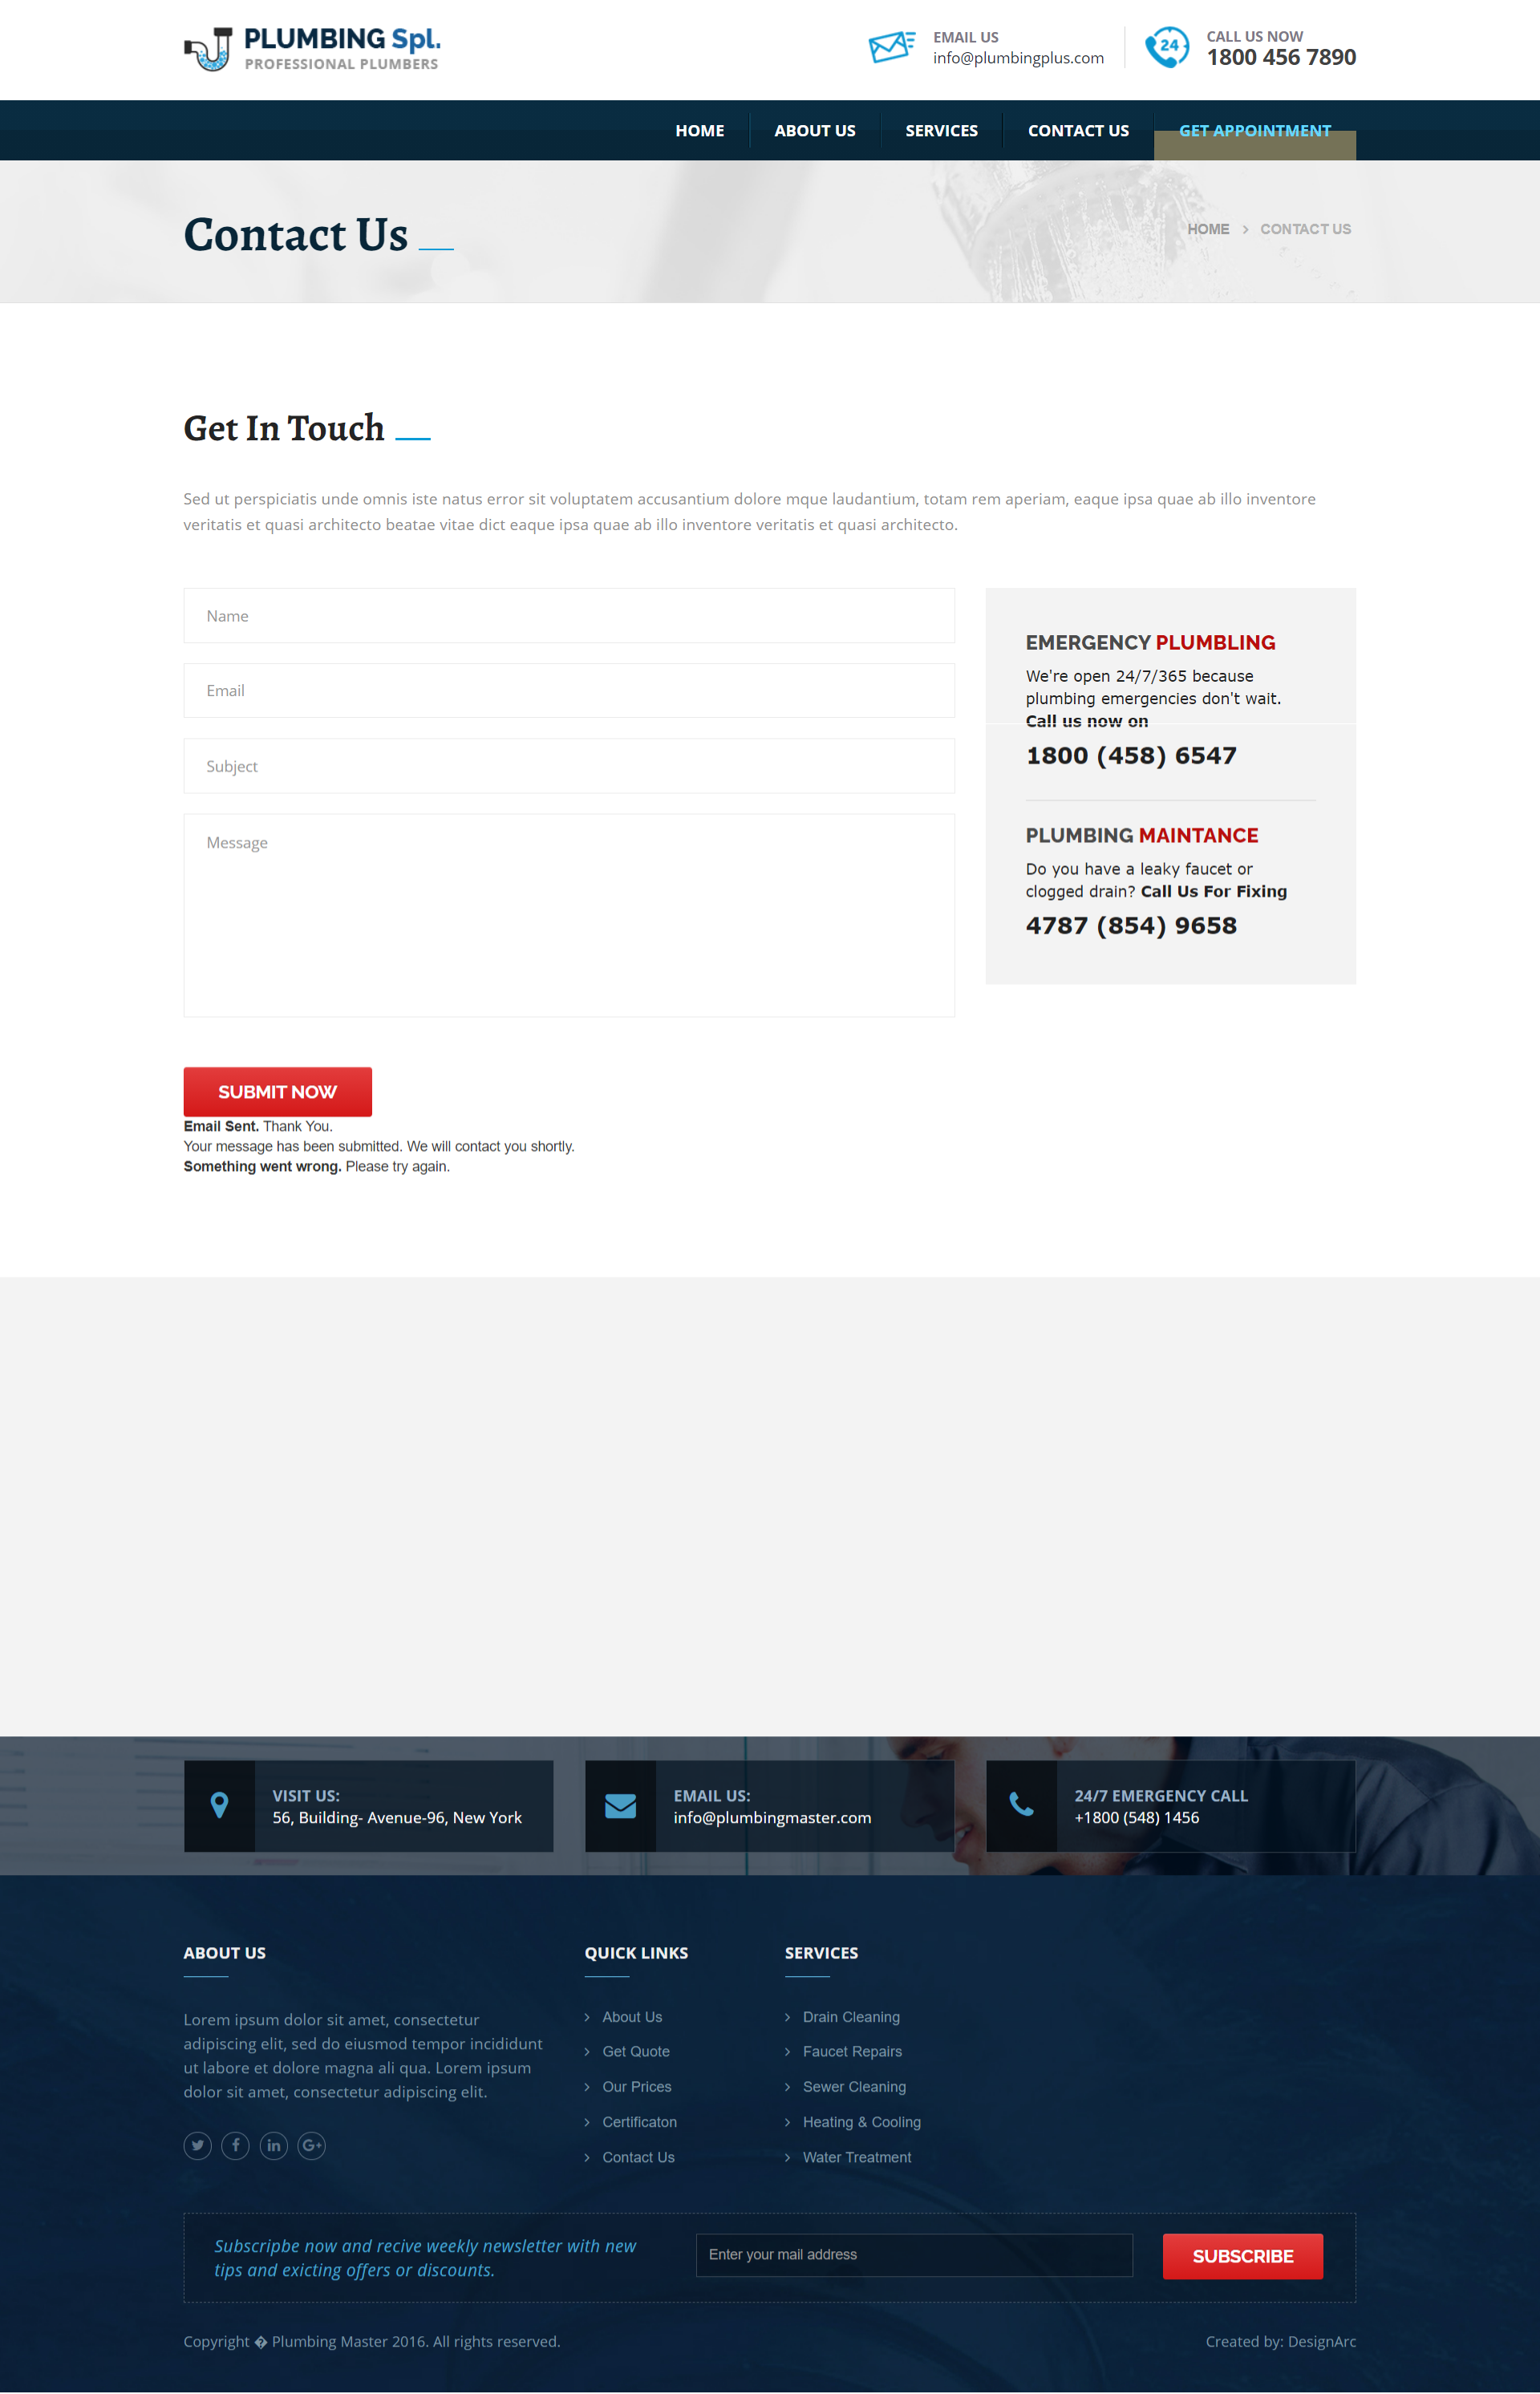 PLUMBING Spl.
PROFESSIONAL PLUMBERS
EMAIL US
info@plumbingplus.com
24
CALL US NOW
1800 456 7890
HOME
ABOUT US
SERVICES
CONTACT US
GET APPOINTMENT
Contact Us
HOME
CONTACT US
Get In Touch
Sed ut perspiciatis unde omnis iste natus error sit voluptatem accusantium dolore mque laudantium, totam rem aperiam, eaque ipsa quae ab illo inventore
veritatis et quasi architecto beatae vitae dict eaque ipsa quae ab illo inventore veritatis et quasi architecto.
Name
Email
Subject
Message
SUBMIT NOW
Email Sent. Thank You.
Your message has been submitted. We will contact you shortly.
Something went wrong. Please try again.
EMERGENCY PLUMBLING
We're open 24/7/365 because
plumbing emergencies don't wait.
Call us now on
1800 (458) 6547
PLUMBING MAINTANCE
Do you have a leaky faucet or
clogged drain? Call Us For Fixing
4787 (854) 9658
VISIT US:
56, Building- Avenue-96, New York
EMAIL US:
info@plumbingmaster.com
24/7 EMERGENCY CALL
+1800 (548) 1456
ABOUT US
Lorem ipsum dolor sit amet, consectetur
adipiscing elit, sed do eiusmod tempor incididunt
ut labore et dolore magna ali qua. Lorem ipsum
dolor sit amet, consectetur adipiscing elit.
QUICK LINKS
About Us
Get Quote
Our Prices
Certificaton
Contact Us
SERVICES
Drain Cleaning
Faucet Repairs
Sewer Cleaning
Heating & Cooling
Water Treatment
Subscripbe now and recive weekly newsletter with new
tips and exicting offers or discounts.
Enter your mail address
SUBSCRIBE
Copyright � Plumbing Master 2016. All rights reserved.
Created by: DesignArc